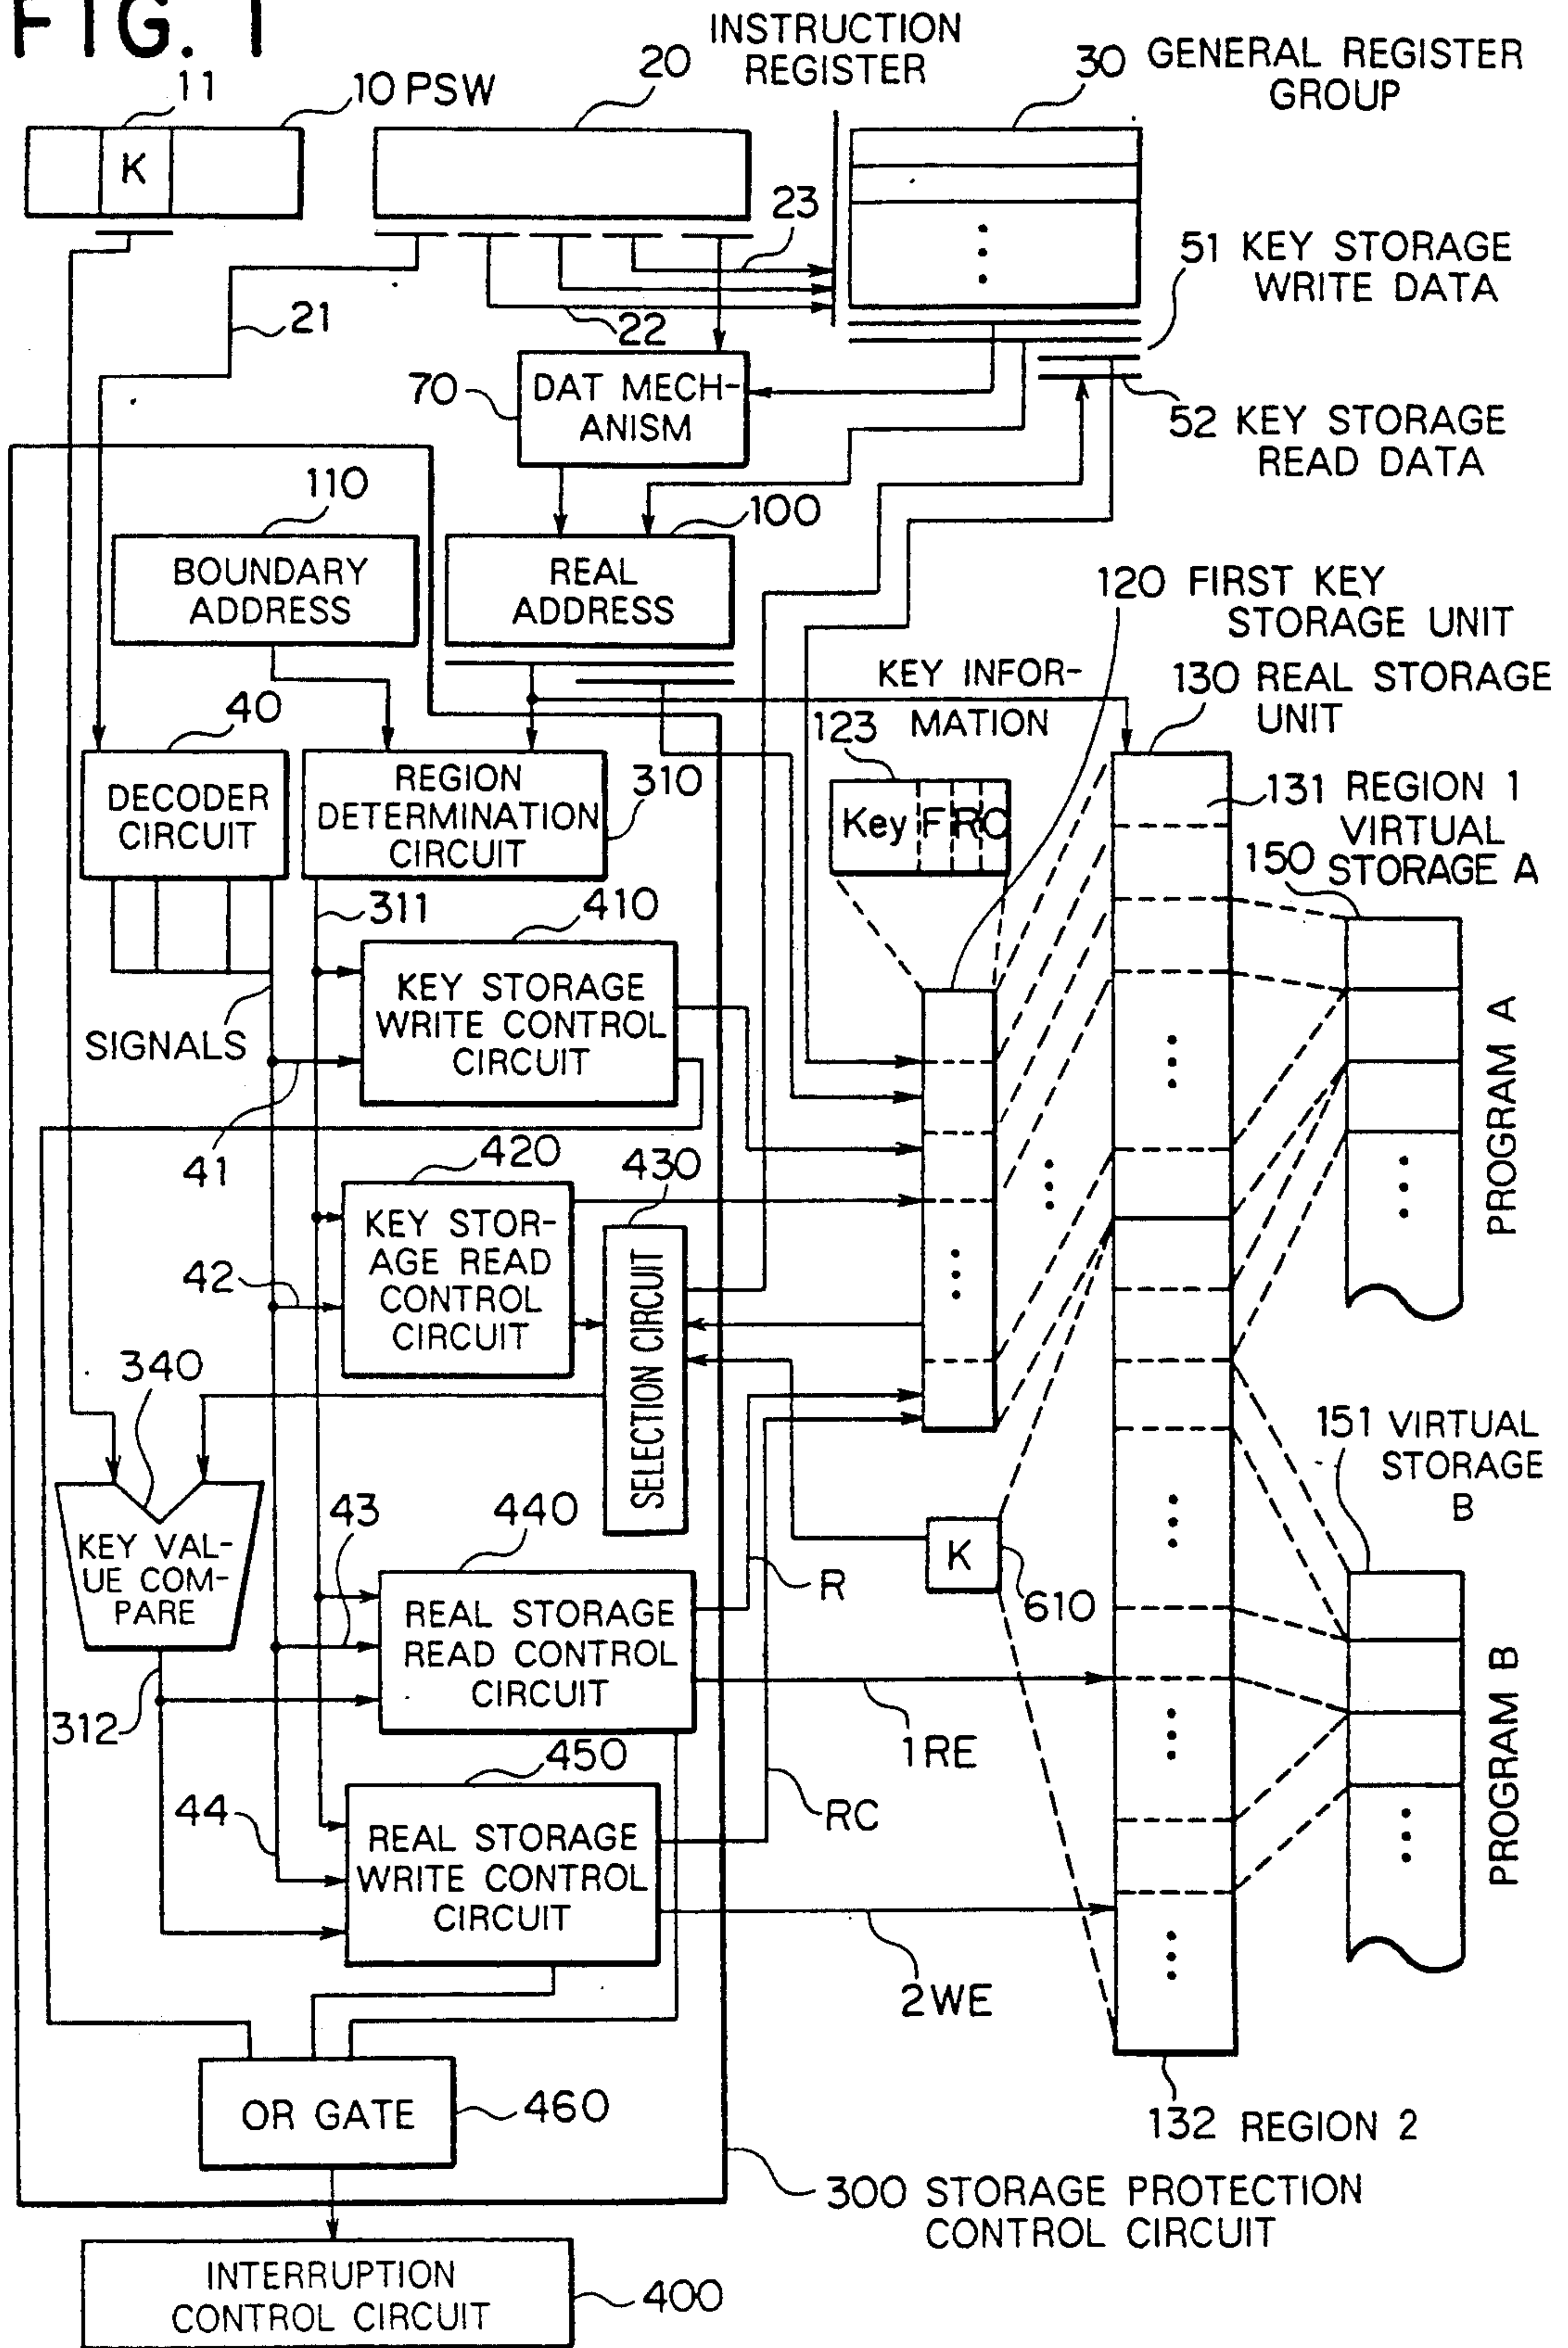 FIG. 1
INSTRUCTION
REGISTER
20
30 GENERAL REGISTER
GROUP
11
10 PSW
K
23
51 KEY STORAGE
WRITE DATA
21
22
70
DAT MECH-
ANISM
52 KEY STORAGE
READ DATA
110
100
BOUNDARY
ADDRESS
REAL
ADDRESS
120 FIRST KEY
STORAGE UNIT
KEY INFOR-
MATION
130 REAL STORAGE
UNIT
40
123
DECODER
CIRCUIT
REGION
DETERMINATION
CIRCUIT
310
Key F R C
131 REGION 1
VIRTUAL
150 STORAGE A
311
410
KEY STORAGE
WRITE CONTROL
CIRCUIT
SIGNALS
PROGRAM A
41
420
430
KEY STOR-
AGE READ
CONTROL
CIRCUIT
42
SELECTION CIRCUIT
340
151 VIRTUAL
STORAGE
B
KEY VAL-
UE COM-
PARE
43
440
K
R
610
REAL STORAGE
READ CONTROL
CIRCUIT
312
1RE
PROGRAM B
450
44
RC
REAL STORAGE
WRITE CONTROL
CIRCUIT
2WE
OR GATE
460
132 REGION 2
300 STORAGE PROTECTION
CONTROL CIRCUIT
INTERRUPTION
CONTROL CIRCUIT
400